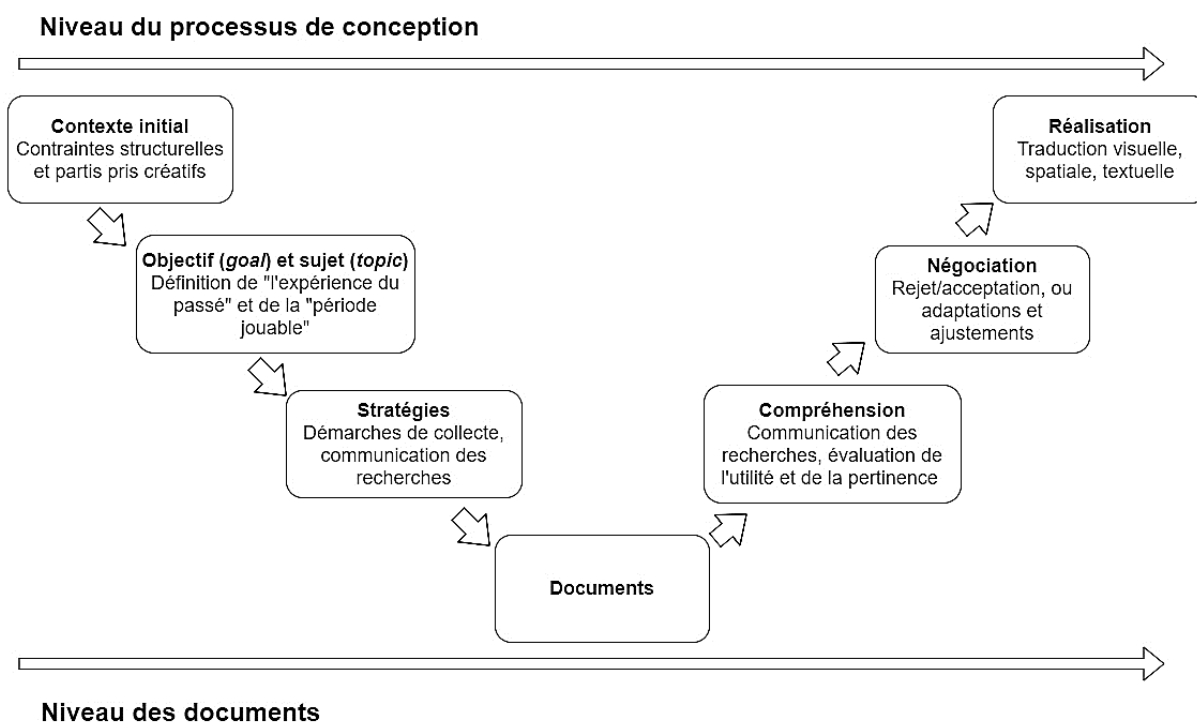 Niveau du processus de conception
Contexte initial
Contraintes structurelles
et partis pris créatifs
Objectif (goal) et sujet (topic)
Définition de "l'expérience du
passé" et de la "période
jouable"
Stratégies
Démarches de collecte,
communication des
recherches
Documents
Compréhension
Communication des
recherches, évaluation de
l'utilité et de la pertinence
Négociation
Rejet/acceptation, ou
adaptations et
ajustements
Réalisation
Traduction visuelle,
spatiale, textuelle
Niveau des documents